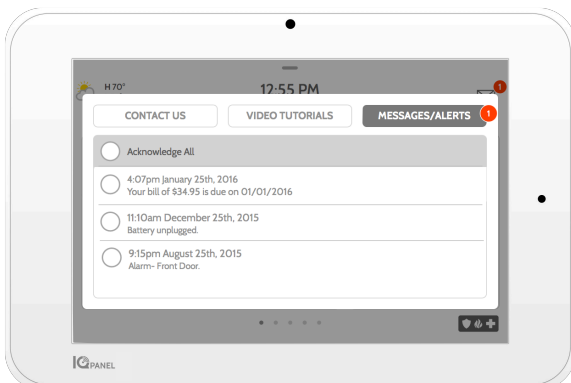 H 70°
12:55 PM
1
CONTACT US
VIDEO TUTORIALS
MESSAGES/ALERTS
1
Acknowledge All
4:07pm January 25th, 2016
Your bill of $34.95 is due on 01/01/2016
11:10am December 25th, 2015
Battery unplugged.
9:15pm August 25th, 2015
Alarm- Front Door.
IQ PANEL